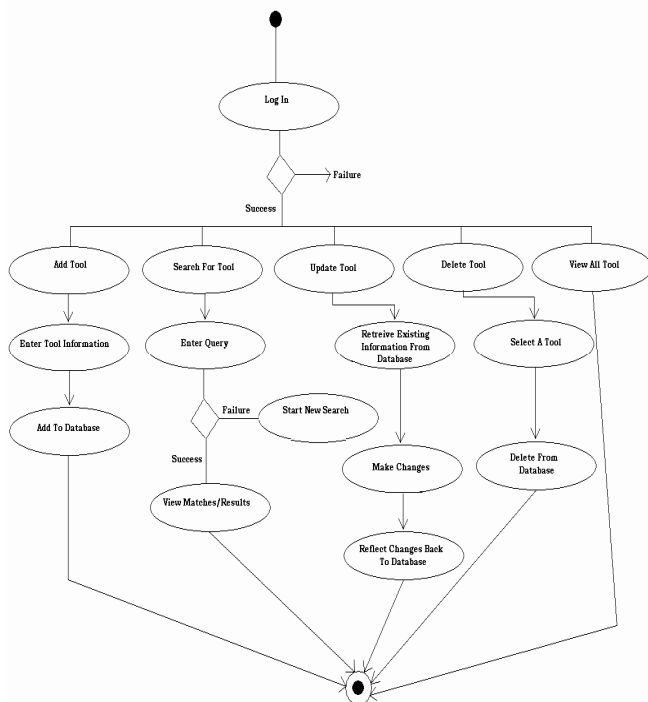 Log In
Failure
Success
Add Tool
Search For Tool
Update Tool
Delete Tool
View All Tool
Enter Tool Information
Enter Query
Retreive Existing
Information From
Database
Select A Tool
Failure
Start New Search
Add To Database
Success
Make Changes
Delete From
Database
View Matches/Results
Reflect Changes Back
To Database